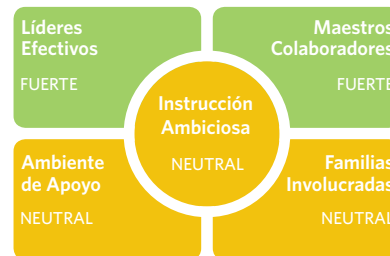 Líderes
Efectivos
FUERTE
Maestros
Colaboradores
FUERTE
Instrucción
Ambiciosa
NEUTRAL
Ambiente
de Apoyo
NEUTRAL
Familias
Involucradas
NEUTRAL